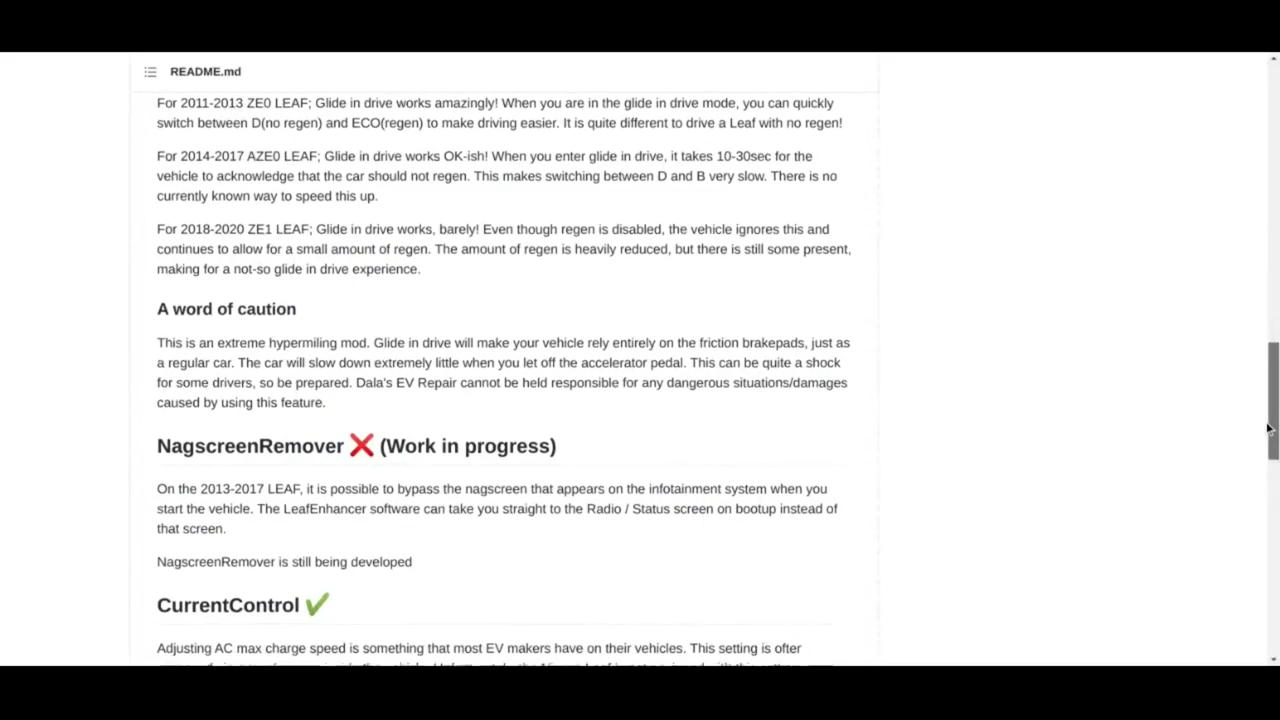 README.md
For 2011-2013 ZE0 LEAF; Glide in drive works amazingly! When you are in the glide in drive mode, you can quickly
switch between D(no regen) and ECO(regen) to make driving easier. It is quite different to drive a Leaf with no regen!
For 2014-2017 AZE0 LEAF; Glide in drive works OK-ish! When you enter glide in drive, it takes 10-30sec for the
vehicle to acknowledge that the car should not regen. This makes switching between D and B very slow. There is no
currently known way to speed this up.
For 2018-2020 ZE1 LEAF; Glide in drive works, barely! Even though regen is disabled, the vehicle ignores this and
continues to allow for a small amount of regen. The amount of regen is heavily reduced, but there is still some present,
making for a not-so glide in drive experience.
A word of caution
This is an extreme hypermiling mod. Glide in drive will make your vehicle rely entirely on the friction brakepads, just as
a regular car. The car will slow down extremely little when you let off the accelerator pedal. This can be quite a shock
for some drivers, so be prepared. Dala's EV Repair cannot be held responsible for any dangerous situations/damages
caused by using this feature.
NagscreenRemover ❌ (Work in progress)
On the 2013-2017 LEAF, it is possible to bypass the nagscreen that appears on the infotainment system when you
start the vehicle. The LeafEnhancer software can take you straight to the Radio / Status screen on bootup instead of
that screen.
NagscreenRemover is still being developed
CurrentControl ✅
Adjusting AC max charge speed is something that most EV makers have on their vehicles. This setting is